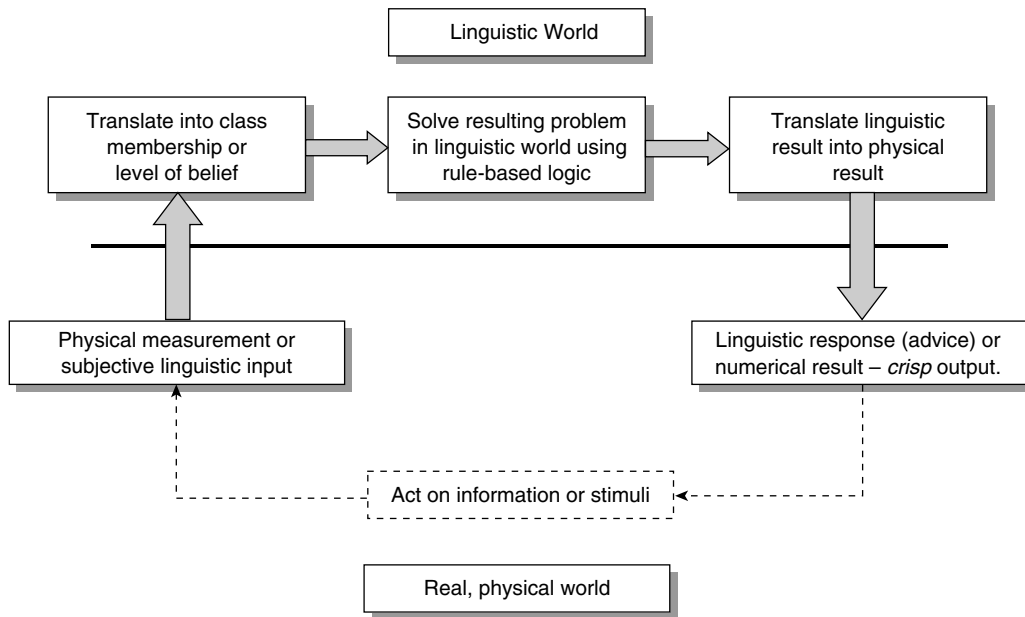 Linguistic World
Translate into class
membership or
level of belief
Solve resulting problem
in linguistic world using
rule-based logic
Translate linguistic
result into physical
result
Physical measurement or
subjective linguistic input
Linguistic response (advice) or
numerical result – crisp output.
Act on information or stimuli
Real, physical world